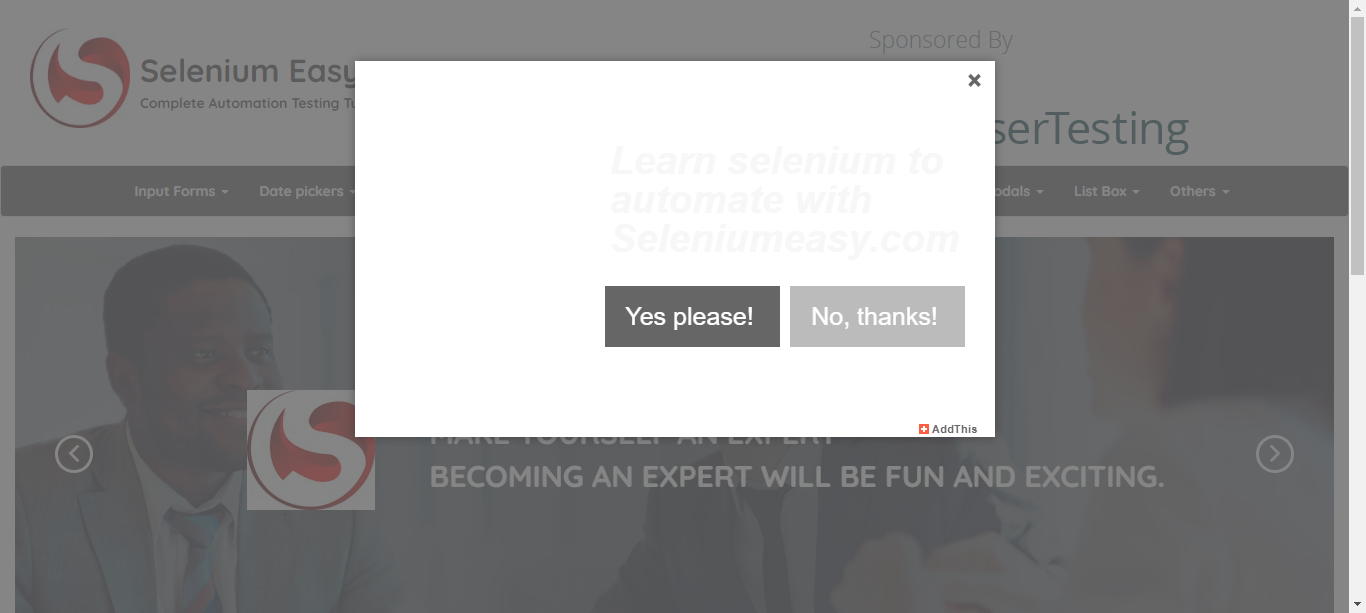 Sponsored By
Selenium Easy
Complete Automation Testing
serTesting
Input Forms
Date pickers
List Box
Others
Learn selenium to
automate with
Seleniumeasy.com
Yes please!
No, thanks!
AddThis
MAKE YOURSELF AN EXPERT
BECOMING AN EXPERT WILL BE FUN AND EXCITING.